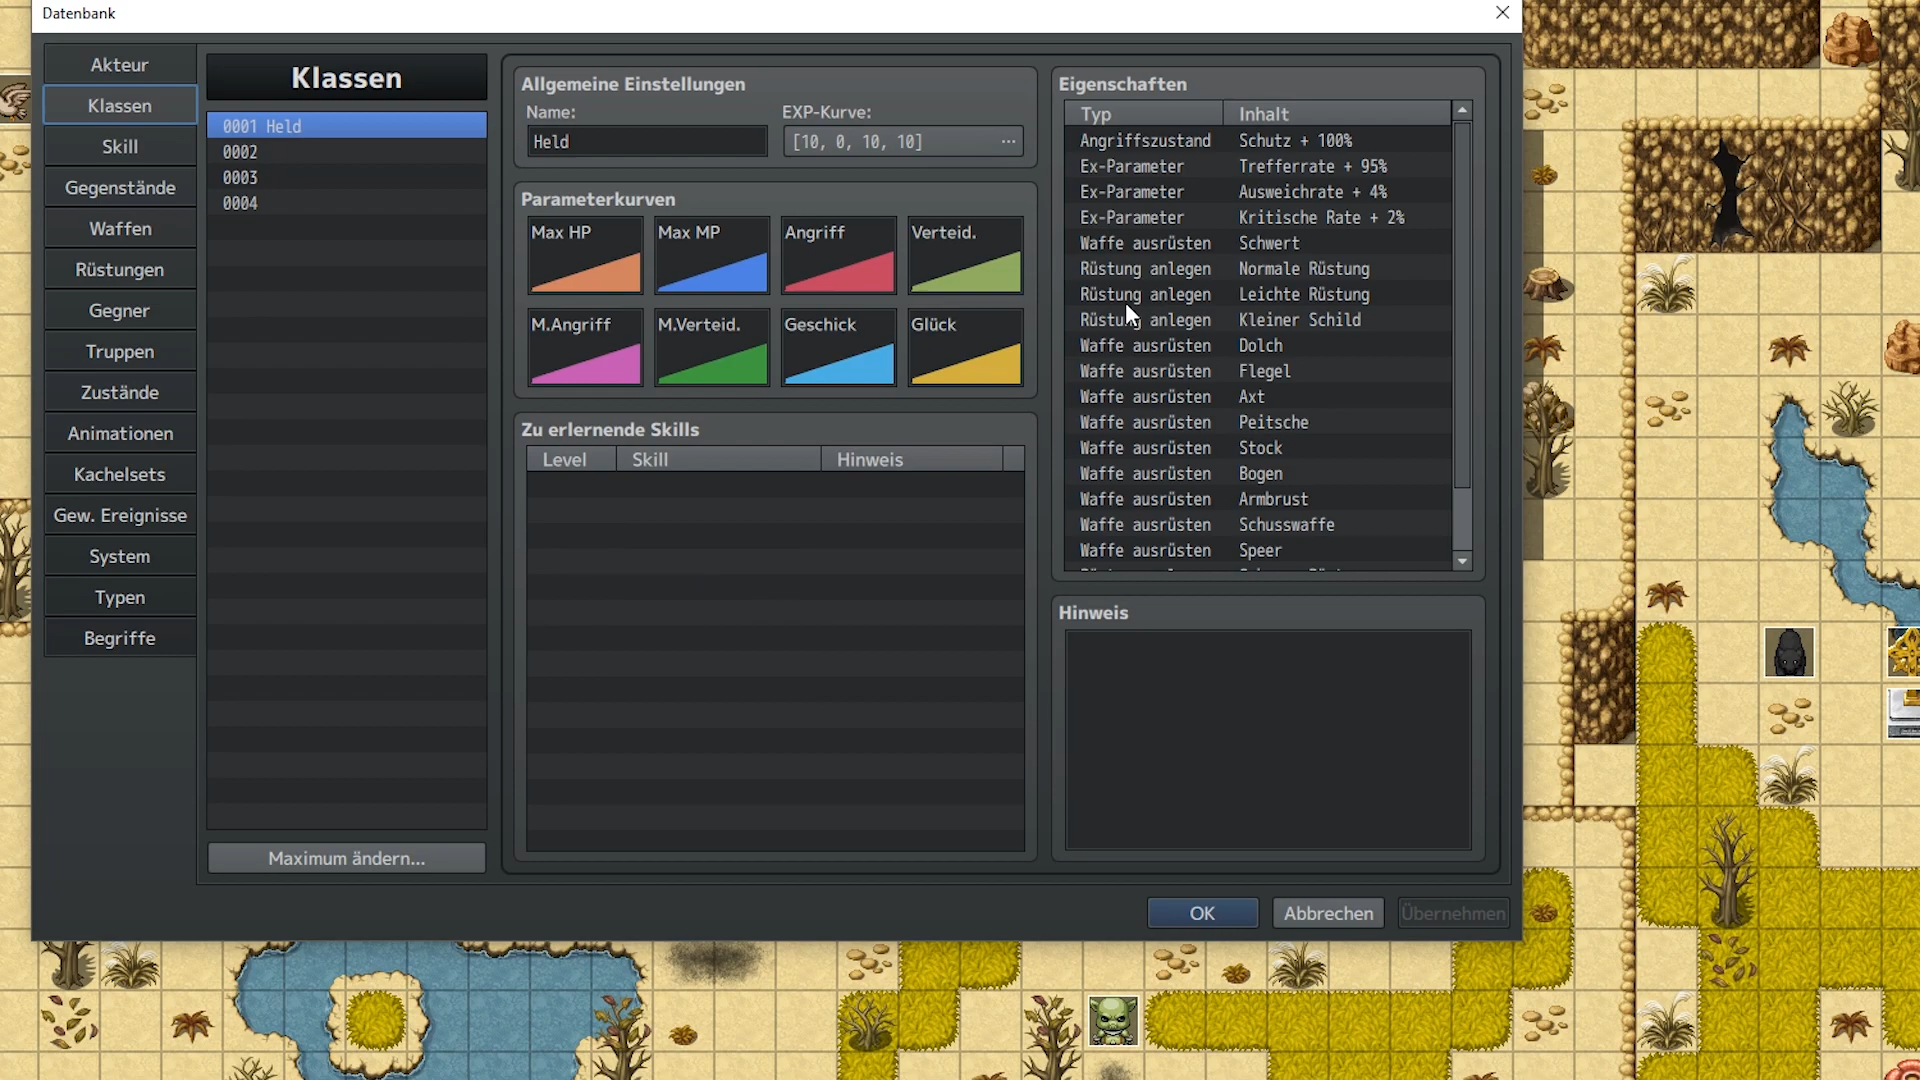 Datenbank
Akteur
Klassen
Skill
Gegenstände
Waffen
Rüstungen
Gegner
Truppen
Zustände
Animationen
Kachelsets
Gew. Ereignisse
System
Typen
Begriffe
Klassen
0001 Held
0002
0003
0004
Maximum ändern...
Allgemeine Einstellungen
Name: EXP-Kurve:
Held [10, 0, 10, 10] ...
Parameterkurven
Max HP Max MP Angriff Verteid.
M.Angriff M.Verteid. Geschick Glück
Zu erlernende Skills
Level Skill Hinweis
Eigenschaften
Typ Inhalt
Angriffszustand Schutz + 100%
Ex-Parameter Trefferrate + 95%
Ex-Parameter Ausweichrate + 4%
Ex-Parameter Kritische Rate + 2%
Waffe ausrüsten Schwert
Rüstung anlegen Normale Rüstung
Rüstung anlegen Leichte Rüstung
Rüstung anlegen Kleiner Schild
Waffe ausrüsten Dolch
Waffe ausrüsten Flegel
Waffe ausrüsten Axt
Waffe ausrüsten Peitsche
Waffe ausrüsten Stock
Waffe ausrüsten Bogen
Waffe ausrüsten Armbrust
Waffe ausrüsten Schusswaffe
Waffe ausrüsten Speer
Hinweis
OK Abbrechen Übernehmen